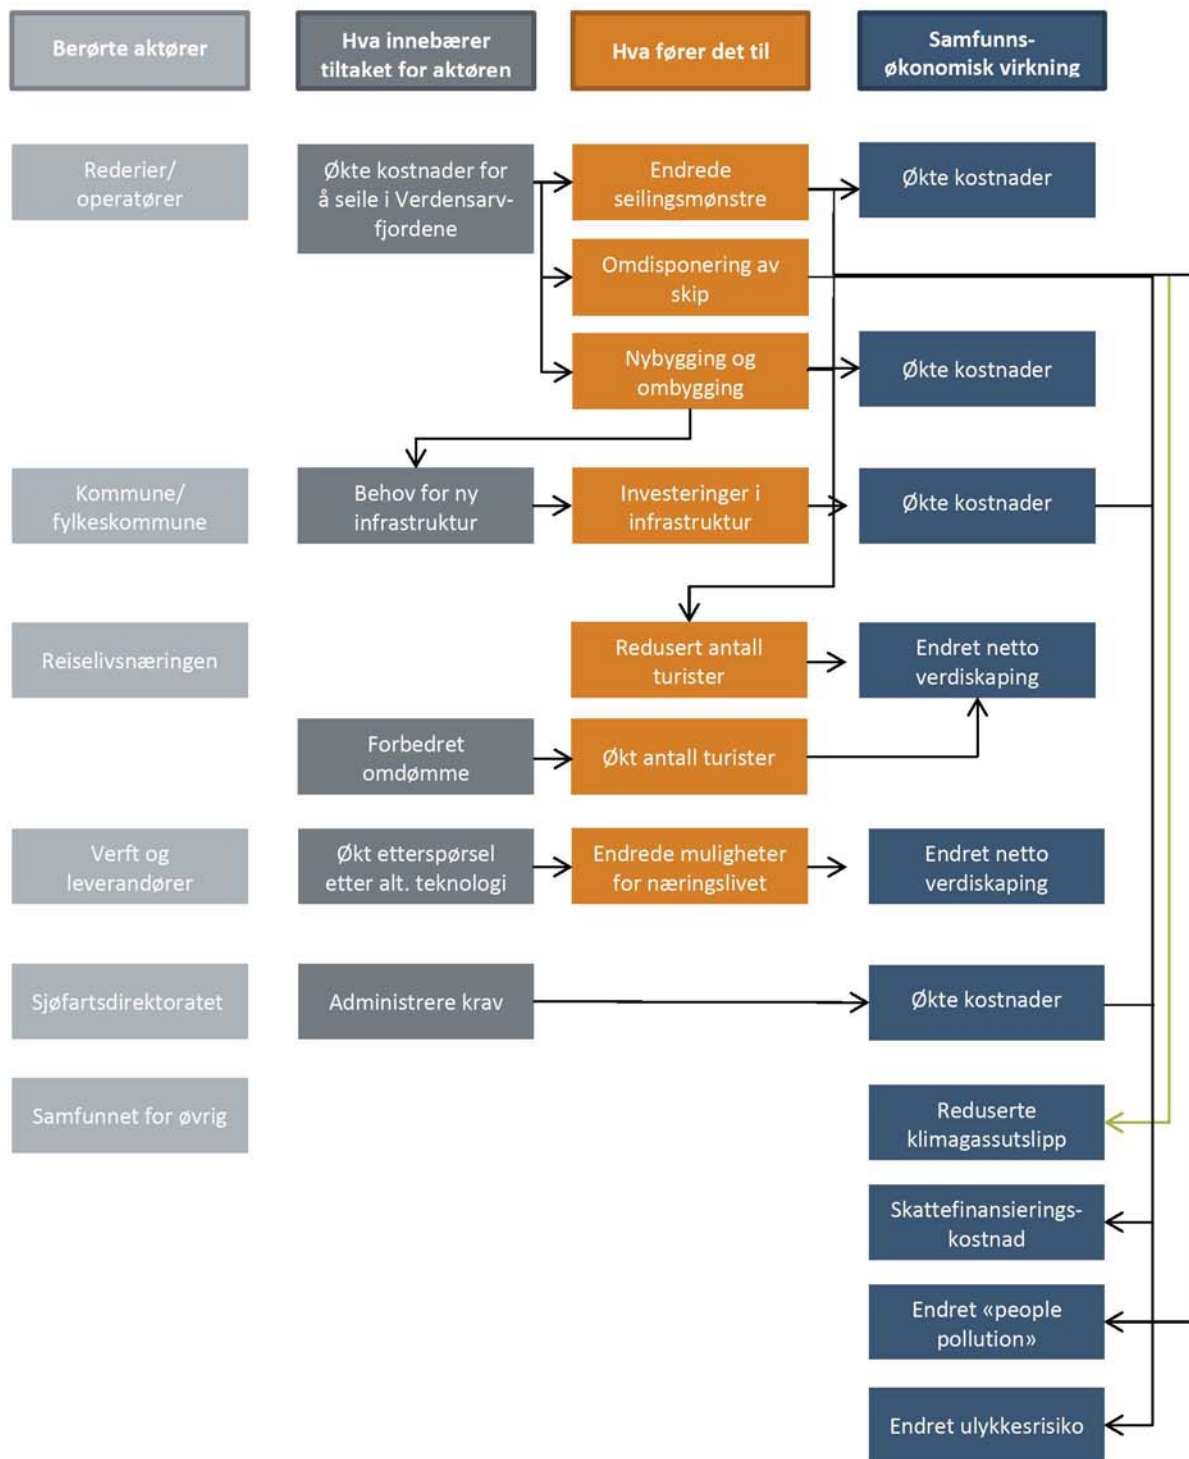 Berørte aktører
Hva innebærer
tiltaket for aktøren
Hva fører det til
Samfunns-
økonomisk virkning
Rederier/
operatører
Økte kostnader for
å seile i Verdensarv-
fjordene
Endrede
seilingsmønstre
Økte kostnader
Omdisponering av
skip
Nybygging og
ombygging
Økte kostnader
Kommune/
fylkeskommune
Behov for ny
infrastruktur
Investeringer i
infrastruktur
Økte kostnader
Reiselivsnæringen
Redusert antall
turister
Endret netto
verdiskaping
Forbedret
omdømme
Økt antall turister
Verft og
leverandører
Økt etterspørsel
etter alt. teknologi
Endrede muligheter
for næringslivet
Endret netto
verdiskaping
Sjøfartsdirektoratet
Administrere krav
Økte kostnader
Samfunnet for øvrig
Reduserte
klimagassutslipp
Skattefinansierings-
kostnad
Endret «people
pollution»
Endret ulykkesrisiko